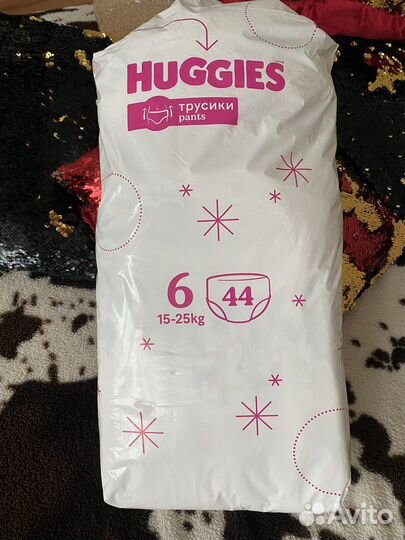 HUGGIES
трусики
pants
6
44
15-25kg
Avito